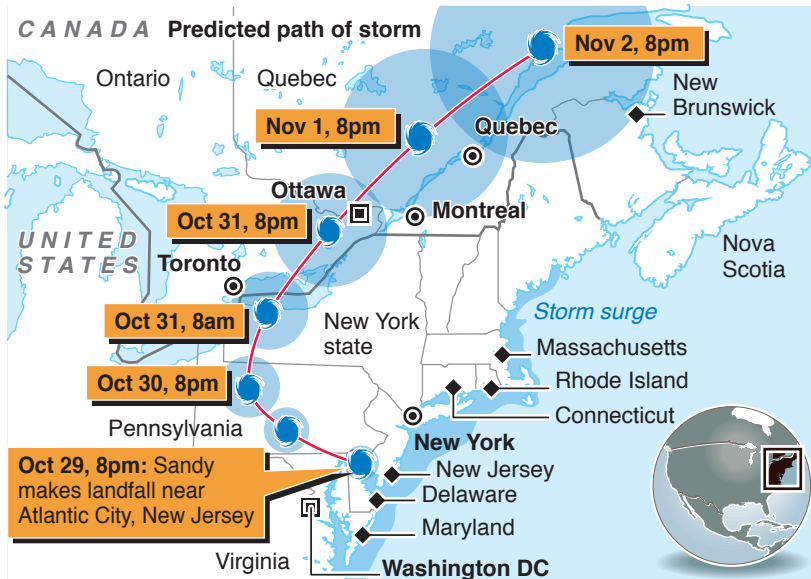 CANADA
Predicted path of storm
Nov 2, 8pm
Ontario
Quebec
New
Brunswick
Nov 1, 8pm
Quebec
Ottawa
Oct 31, 8pm
Montreal
UNITED
STATES
Nova
Scotia
Toronto
Oct 31, 8am
New York
state
Storm surge
Massachusetts
Rhode Island
Oct 30, 8pm
Connecticut
Pennsylvania
New York
Oct 29, 8pm: Sandy
makes landfall near
Atlantic City, New Jersey
New Jersey
Delaware
Maryland
Virginia
Washington DC